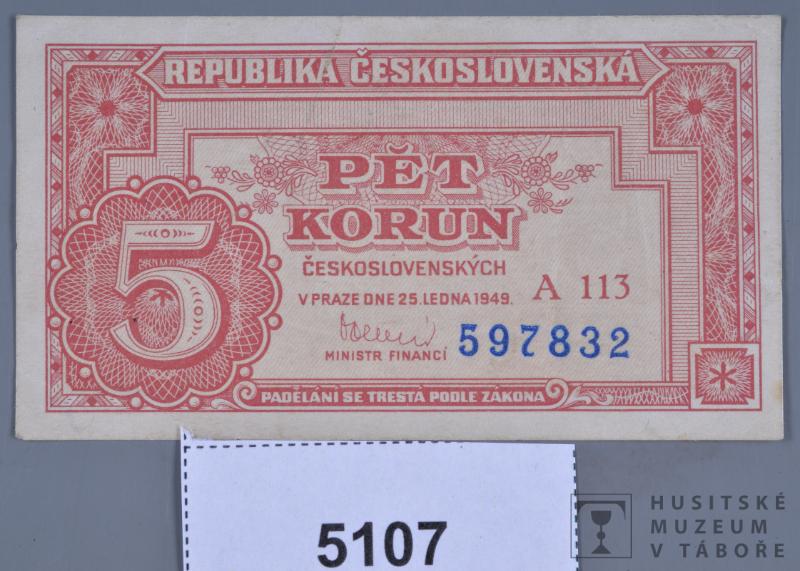 REPUBLIKA ČESKOSLOVENSKÁ
PĚT
KORUN
ČESKOSLOVENSKÝCH
V PRAZE DNE 25. LEDNA 1949. A 113
5
597832
MINISTR FINANCÍ
PADĚLÁNÍ SE TRESTÁ PODLE ZÁKONA
5107
HUSITSKÉ
MUZEUM
V TÁBOŘE